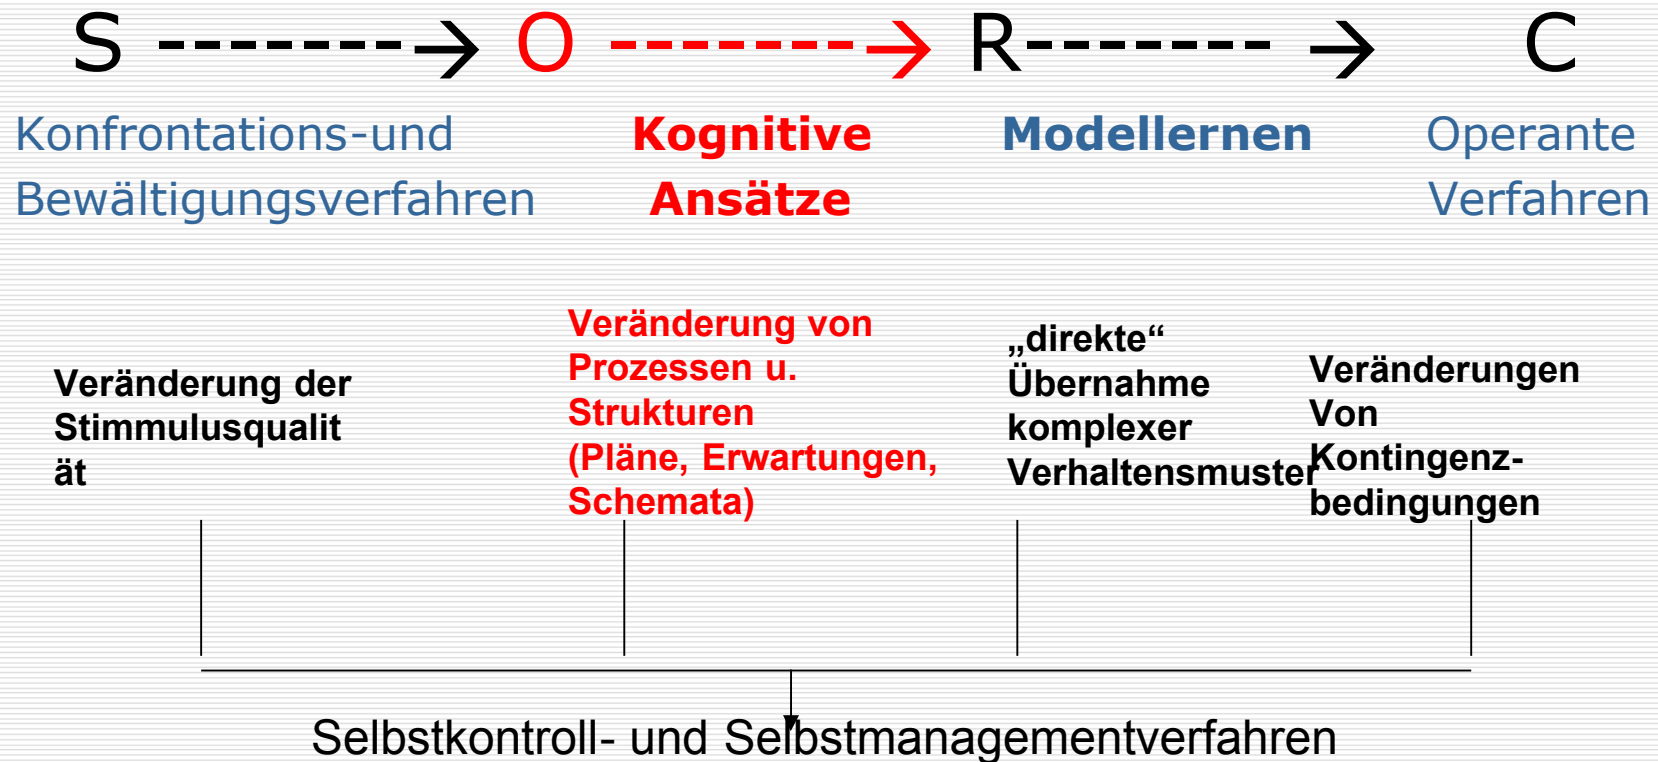 S --------→ O --------→ R-------- → C
Konfrontations-und
Bewältigungsverfahren
Kognitive
Ansätze
Modellernen
Operante
Verfahren
Veränderung der
Stimmulusqualit
ät
Veränderung von
Prozessen u.
Strukturen
(Pläne, Erwartungen,
Schemata)
„direkte“
Übernahme
komplexer
Verhaltensmuster
Veränderungen
Von
Kontingenz-
bedingungen
Selbstkontroll- und Selbstmanagementverfahren